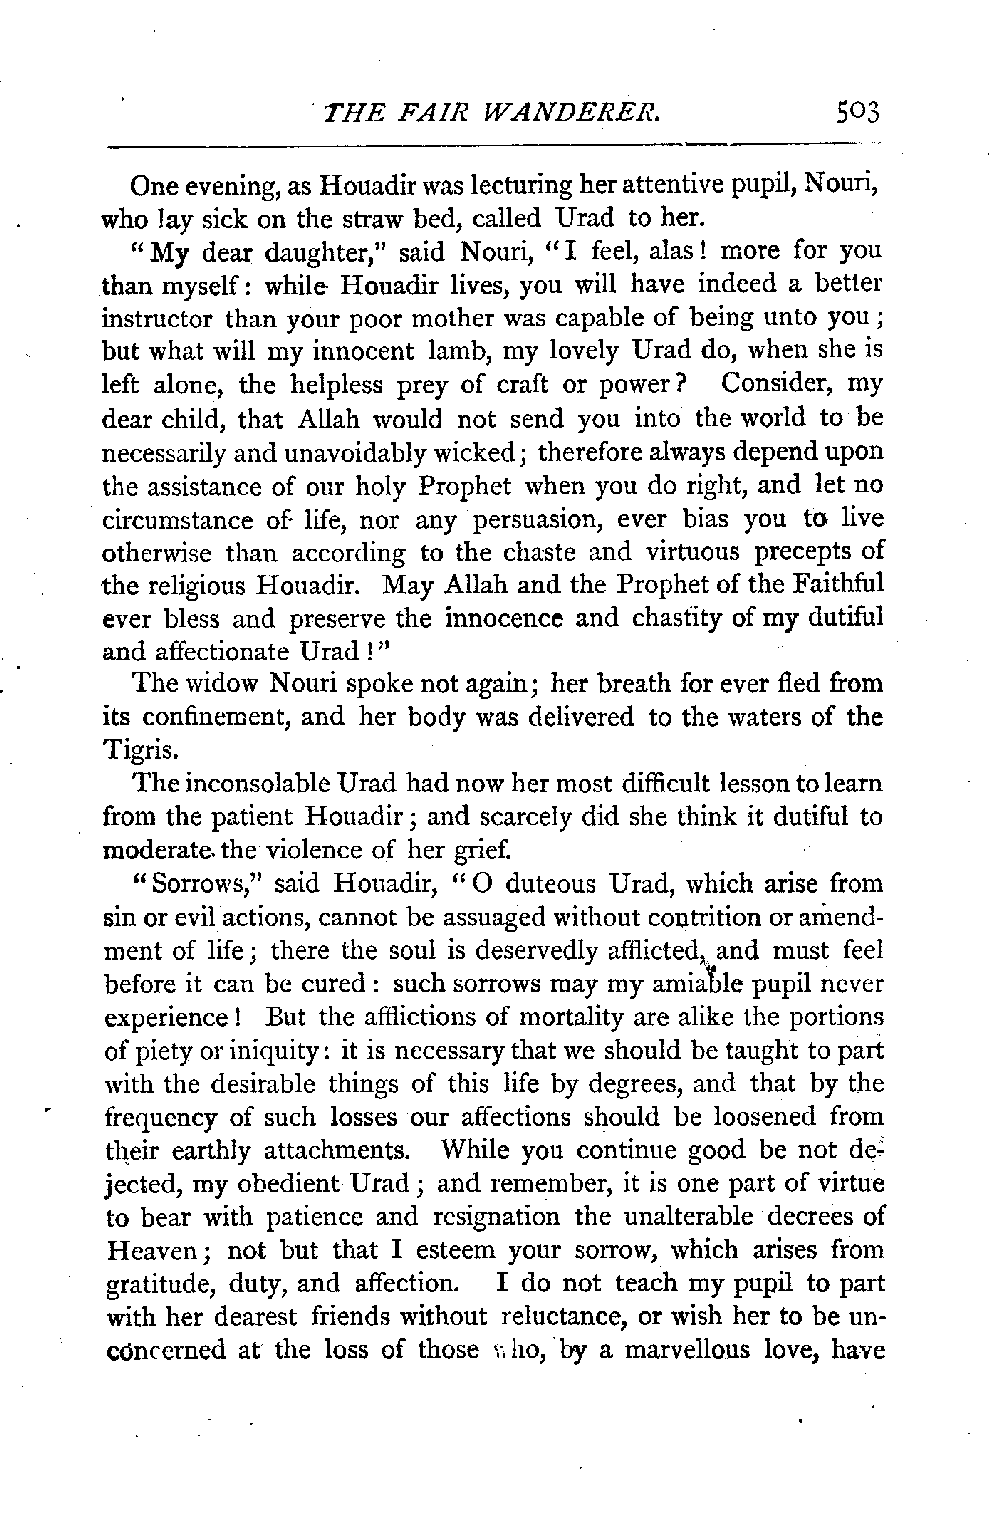 THE FAIR WANDERER. 503
One evening, as Houadir was lecturing her attentive pupil, Nouri,
who lay sick on the straw bed, called Urad to her.
“My dear daughter,” said Nouri, “I feel, alas! more for you
than myself: while Houadir lives, you will have indeed a better
instructor than your poor mother was capable of being unto you;
but what will my innocent lamb, my lovely Urad do, when she is
left alone, the helpless prey of craft or power? Consider, my
dear child, that Allah would not send you into the world to be
necessarily and unavoidably wicked; therefore always depend upon
the assistance of our holy Prophet when you do right, and let no
circumstance of life, nor any persuasion, ever bias you to live
otherwise than according to the chaste and virtuous precepts of
the religious Houadir. May Allah and the Prophet of the Faithful
ever bless and preserve the innocence and chastity of my dutiful
and affectionate Urad!”
The widow Nouri spoke not again; her breath for ever fled from
its confinement, and her body was delivered to the waters of the
Tigris.
The inconsolable Urad had now her most difficult lesson to learn
from the patient Houadir; and scarcely did she think it dutiful to
moderate the violence of her grief.
“Sorrows,” said Houadir, “O duteous Urad, which arise from
sin or evil actions, cannot be assuaged without contrition or amend-
ment of life; there the soul is deservedly afflicted, and must feel
before it can be cured: such sorrows may my amiable pupil never
experience! But the afflictions of mortality are alike the portions
of piety or iniquity: it is necessary that we should be taught to part
with the desirable things of this life by degrees, and that by the
frequency of such losses our affections should be loosened from
their earthly attachments. While you continue good be not de-
jected, my obedient Urad; and remember, it is one part of virtue
to bear with patience and resignation the unalterable decrees of
Heaven; not but that I esteem your sorrow, which arises from
gratitude, duty, and affection. I do not teach my pupil to part
with her dearest friends without reluctance, or wish her to be un-
concerned at the loss of those who, by a marvellous love, have